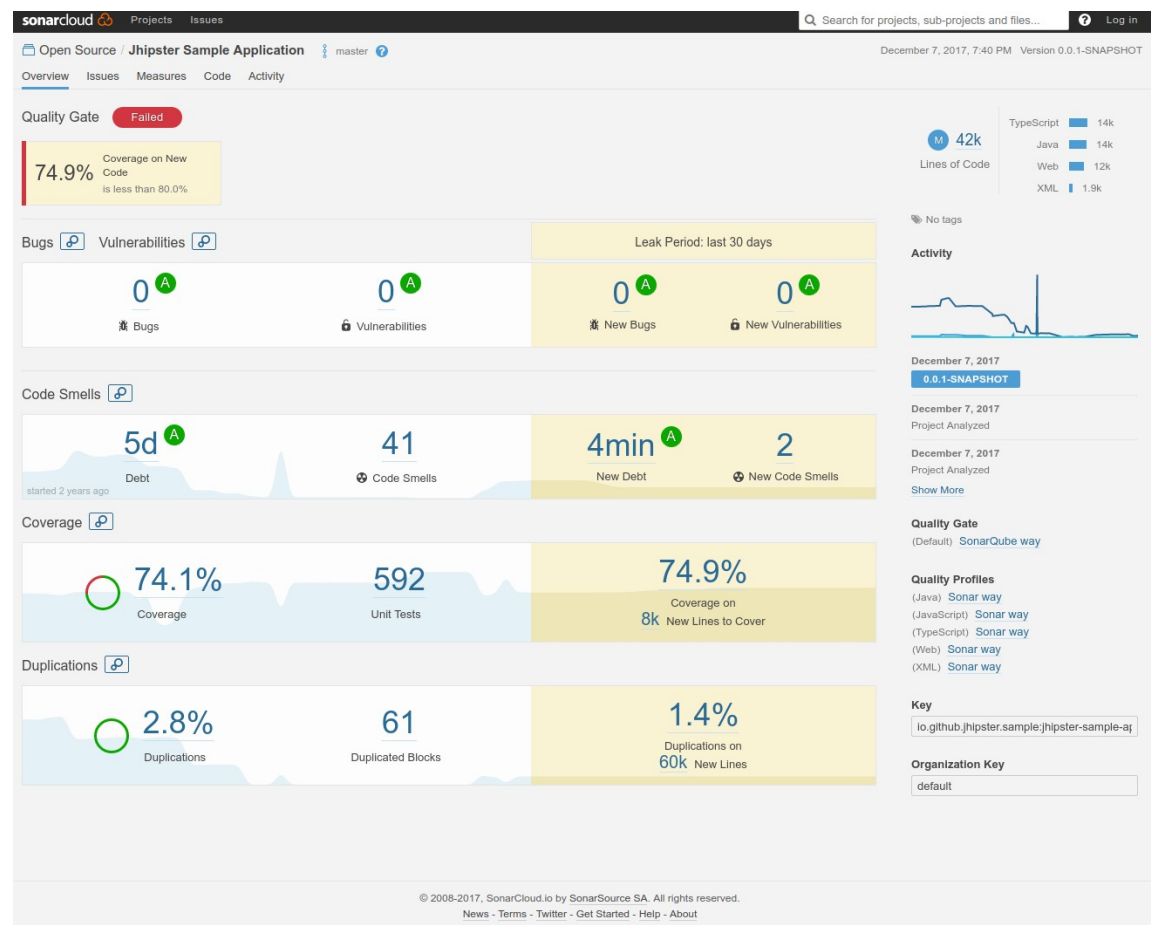 sonarcloud Projects Issues Search for projects, sub-projects and files... ? Log in
Open Source / Jhipster Sample Application master ? December 7, 2017, 7:40 PM Version 0.0.1-SNAPSHOT
Overview Issues Measures Code Activity
Quality Gate Failed
74.9% Coverage on New
Code
is less than 80.0%
M 42k
Lines of Code
TypeScript 14k
Java 14k
Web 12k
XML 1.9k
No tags
Bugs Vulnerabilities Leak Period: last 30 days
0 A
Bugs
0 A
Vulnerabilities
0 A
New Bugs
0 A
New Vulnerabilities
Code Smells
5d A
Debt
started 2 years ago
41
Code Smells
4min A
New Debt
2
New Code Smells
Coverage
74.1%
Coverage
592
Unit Tests
74.9%
Coverage on
8k New Lines to Cover
Duplications
2.8%
Duplications
61
Duplicated Blocks
1.4%
Duplications on
60k New Lines
Activity
December 7, 2017
0.0.1-SNAPSHOT
December 7, 2017
Project Analyzed
December 7, 2017
Project Analyzed
Show More
Quality Gate
(Default) SonarQube way
Quality Profiles
(Java) Sonar way
(JavaScript) Sonar way
(TypeScript) Sonar way
(Web) Sonar way
(XML) Sonar way
Key
io.github.jhipster.sample:jhipster-sample-ap
Organization Key
default
© 2008-2017, SonarCloud.io by SonarSource SA. All rights reserved.
News - Terms - Twitter - Get Started - Help - About